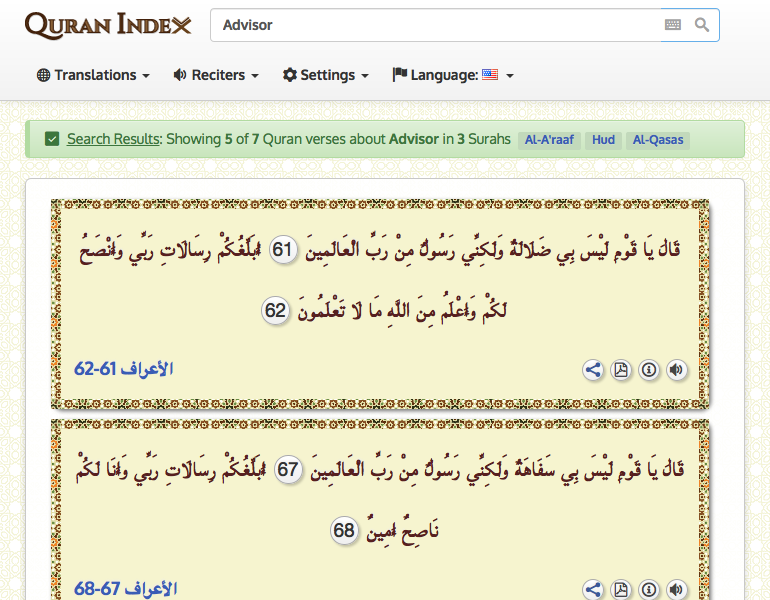 QURAN INDEX
Advisor
Translations Reciters Settings Language:
Search Results: Showing 5 of 7 Quran verses about Advisor in 3 Surahs Al-A'raaf Hud Al-Qasas
قَالَ يَا قَوْمِ لَيْسَ بِي ضَلَالَةٌ وَلَكِنِّي رَسُولٌ مِنْ رَبِّ الْعَالَمِينَ 61 أُبَلِّغُكُمْ رِسَالَاتِ رَبِّي وَأَنْصَحُ
لَكُمْ وَأَعْلَمُ مِنَ اللَّهِ مَا لَا تَعْلَمُونَ 62
الأعراف 61-62
قَالَ يَا قَوْمِ لَيْسَ بِي سَفَاهَةٌ وَلَكِنِّي رَسُولٌ مِنْ رَبِّ الْعَالَمِينَ 67 أُبَلِّغُكُمْ رِسَالَاتِ رَبِّي وَأَنَا لَكُمْ
نَاصِحٌ أَمِينٌ 68
الأعراف 67-68